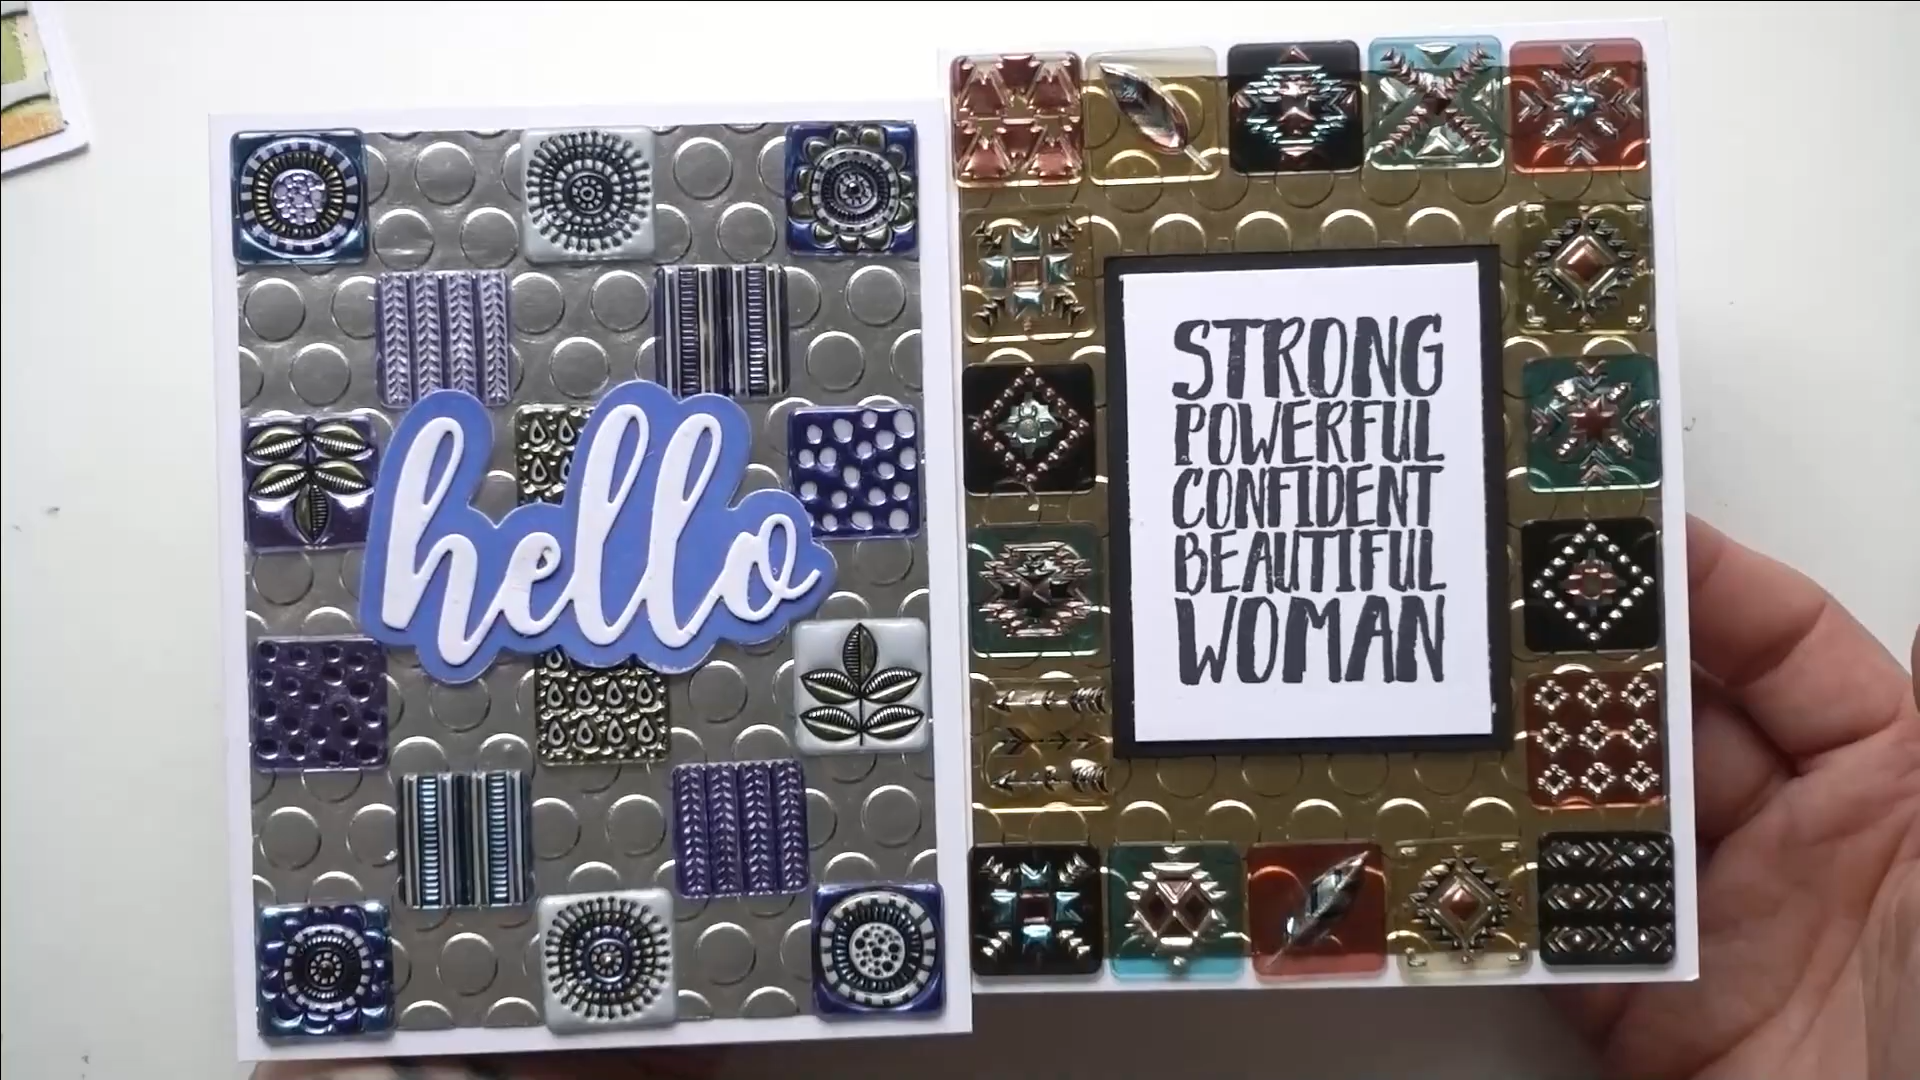 hello
STRONG
POWERFUL
CONFIDENT
BEAUTIFUL
WOMAN